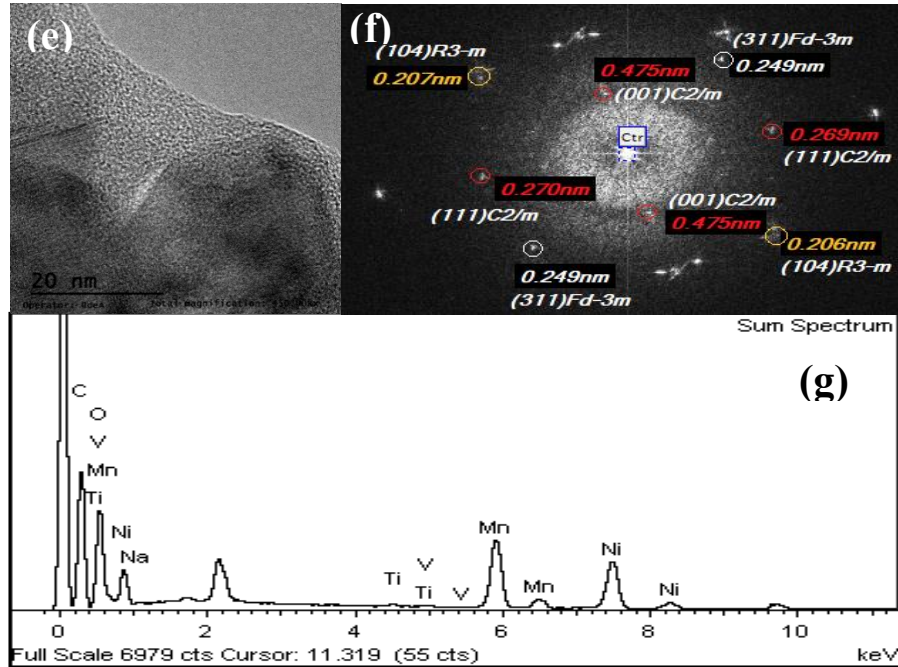 (e)
20 nm
(f)
(104)R3-m
0.207nm
0.475nm
(001)C2/m
(311)Fd-3m
0.249nm
Ctr
0.269nm
(111)C2/m
0.270nm
(111)C2/m
(001)C2/m
0.475nm
0.206nm
(104)R3-m
0.249nm
(311)Fd-3m
Sum Spectrum
(g)
C
O
V
Mn
Ti
Ni
Na
Ti
V
Ti
V
Mn
Mn
Ni
Ni
0 2 4 6 8 10
Full Scale 6979 cts Cursor: 11.319 (55 cts) keV